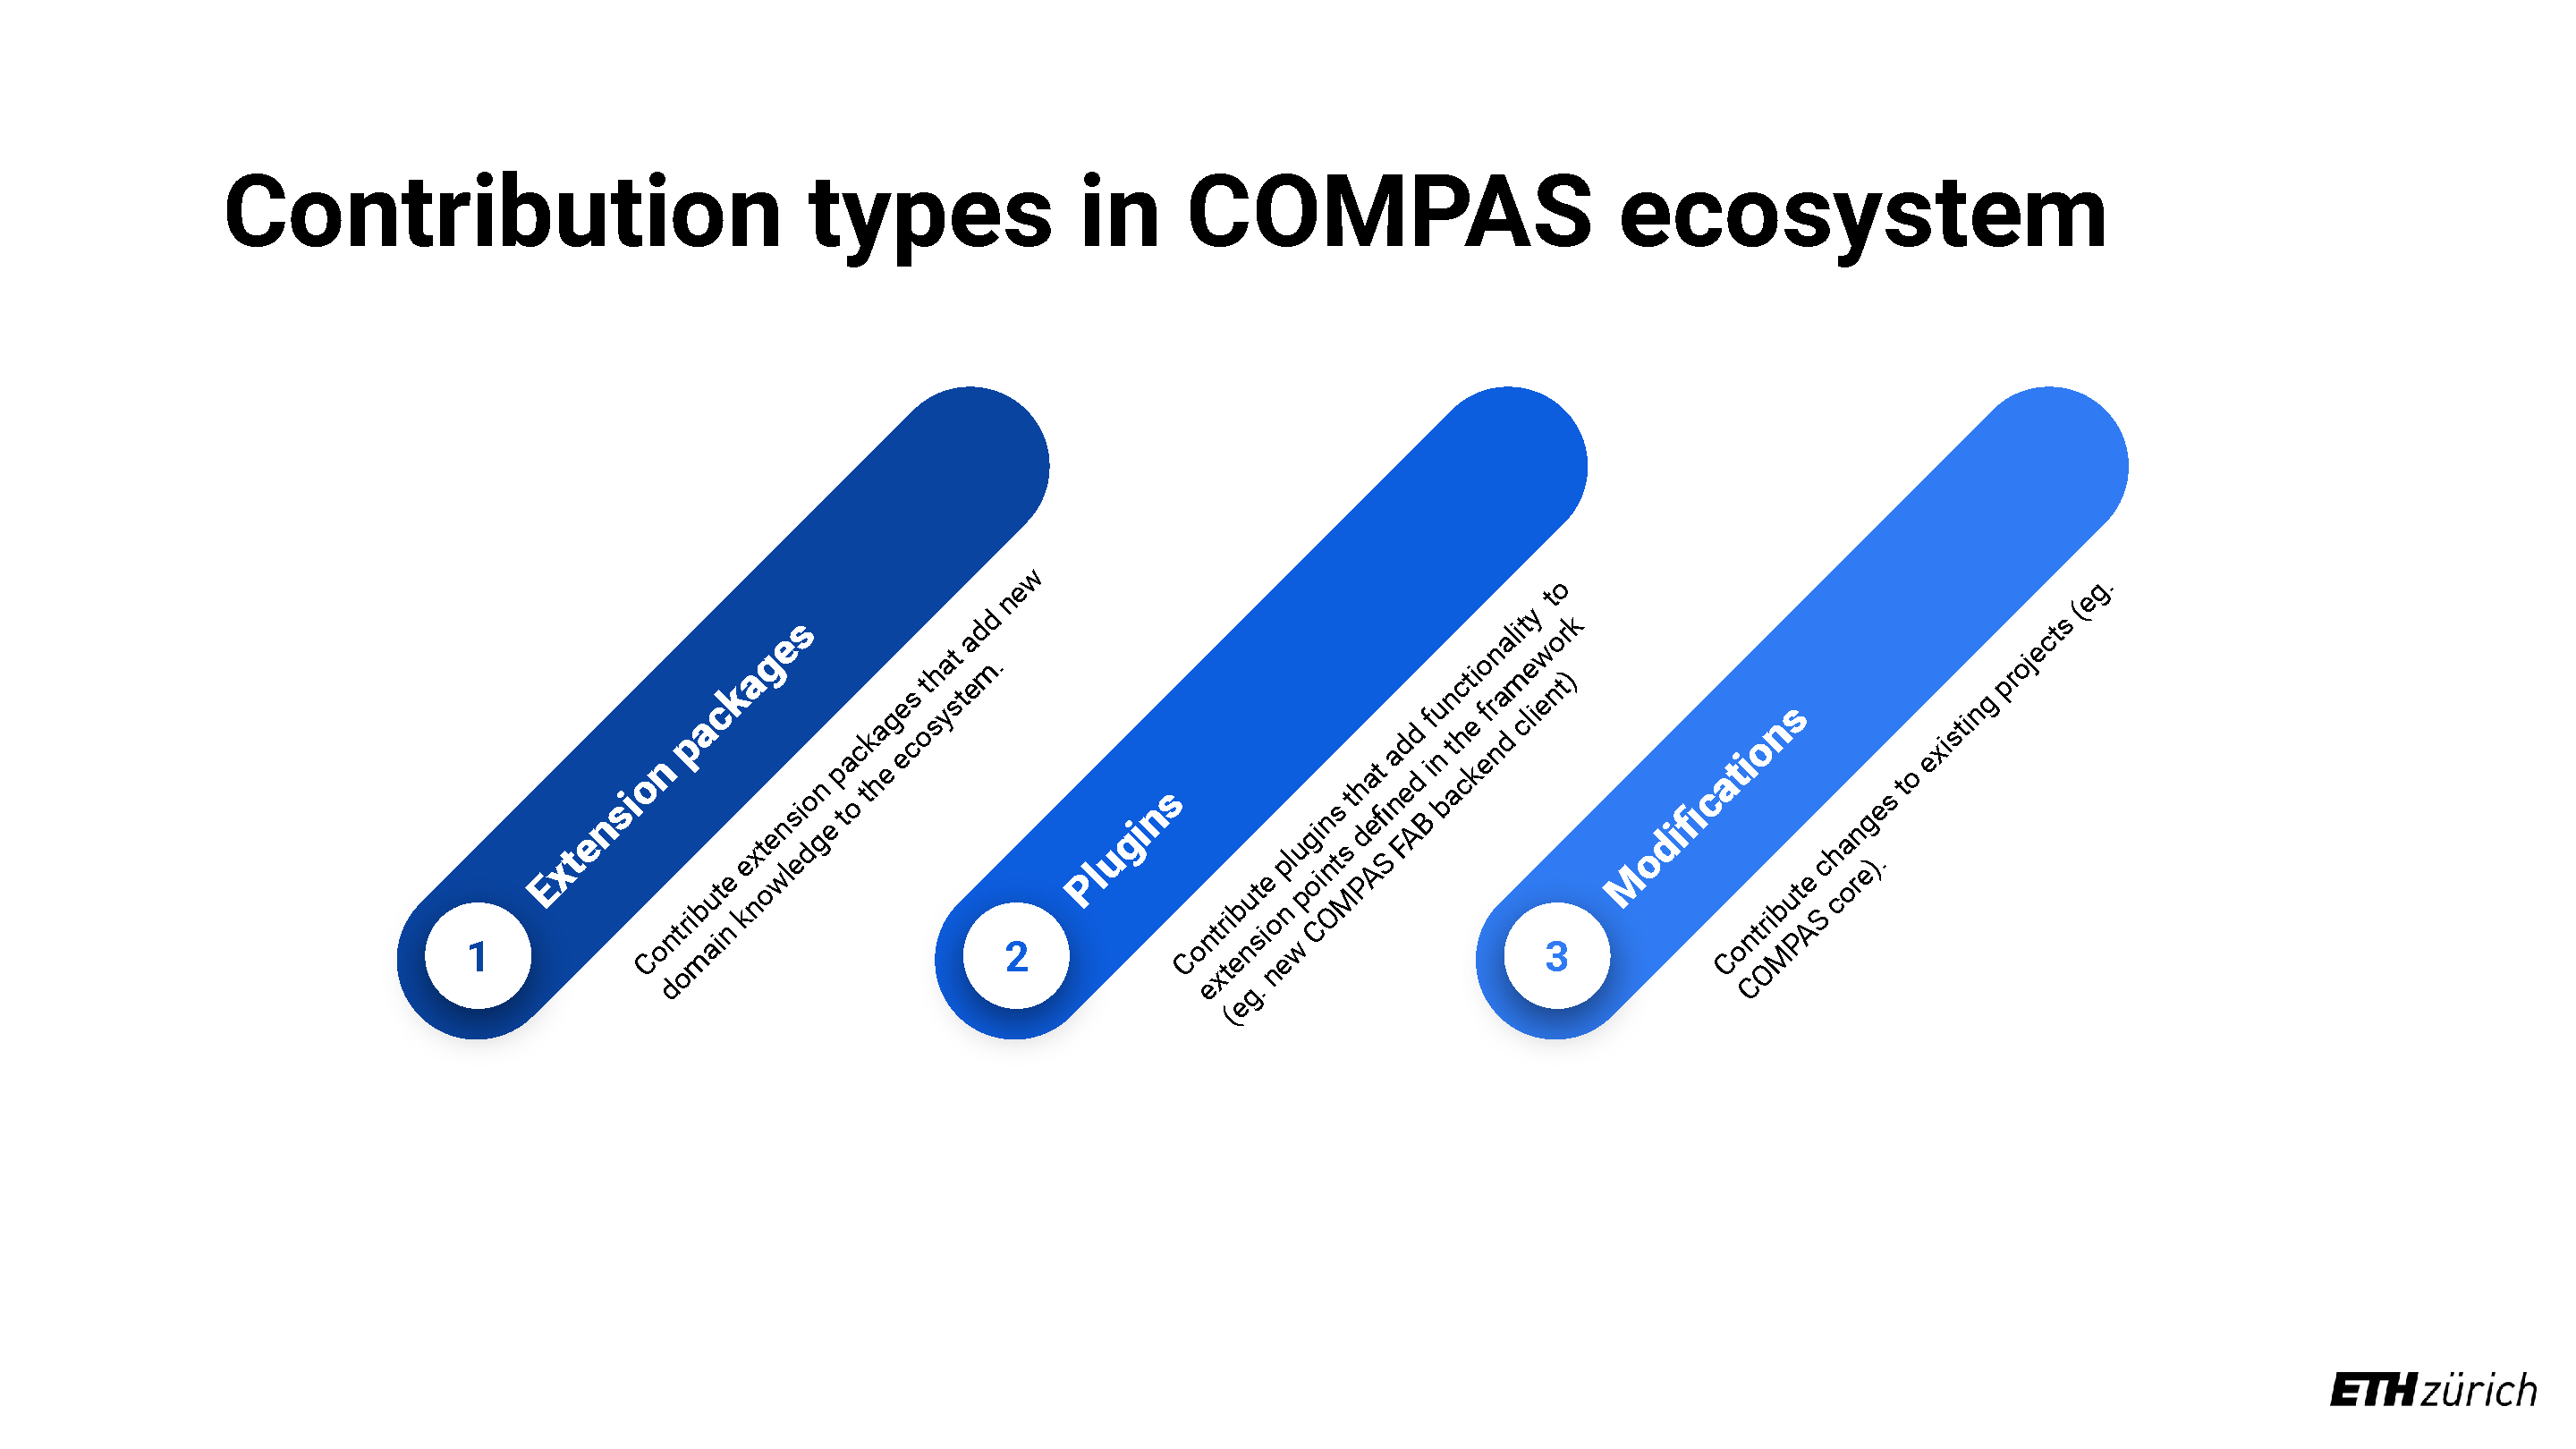 Contribution types in COMPAS ecosystem
1
Extension packages
Contribute extension packages that add new
domain knowledge to the ecosystem.
2
Plugins
Contribute plugins that add functionality to
extension points defined in the framework
(eg. new COMPAS FAB backend client)
3
Modifications
Contribute changes to existing projects (eg.
COMPAS core).
ETH zürich